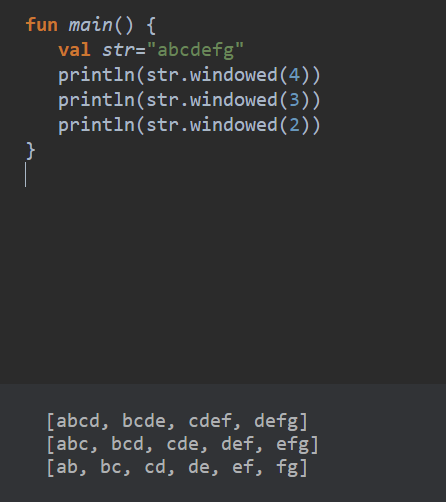 fun main() {
val str="abcdefg"
println(str.windowed(4))
println(str.windowed(3))
println(str.windowed(2))
}
[abcd, bcde, cdef, defg]
[abc, bcd, cde, def, efg]
[ab, bc, cd, de, ef, fg]